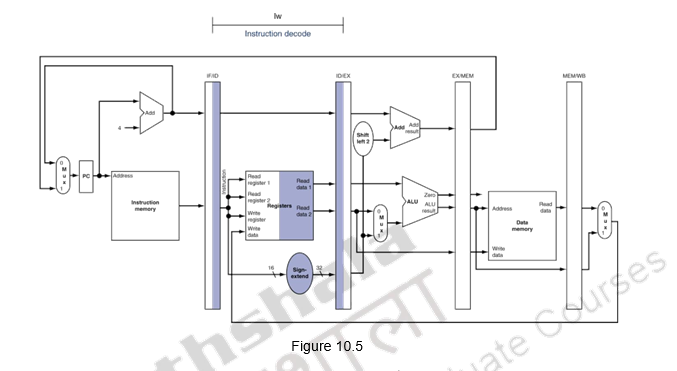 Iw
Instruction decode
IF/ID
ID/EX
EX/MEM
MEM/WB
Add
4
Shift
left 2
Add
Add
result
0
M
u
x
1
PC
Address
Instruction
memory
Instruction
Read
register 1
Read
register 2
Write
register
Write
data
Registers
Read
data 1
Read
data 2
0
M
u
x
1
ALU
Zero
ALU
result
Address
Read
data
Data
memory
Write
data
0
M
u
x
1
16
Sign-
extend
32
Figure 10.5
thshala
uate Courses